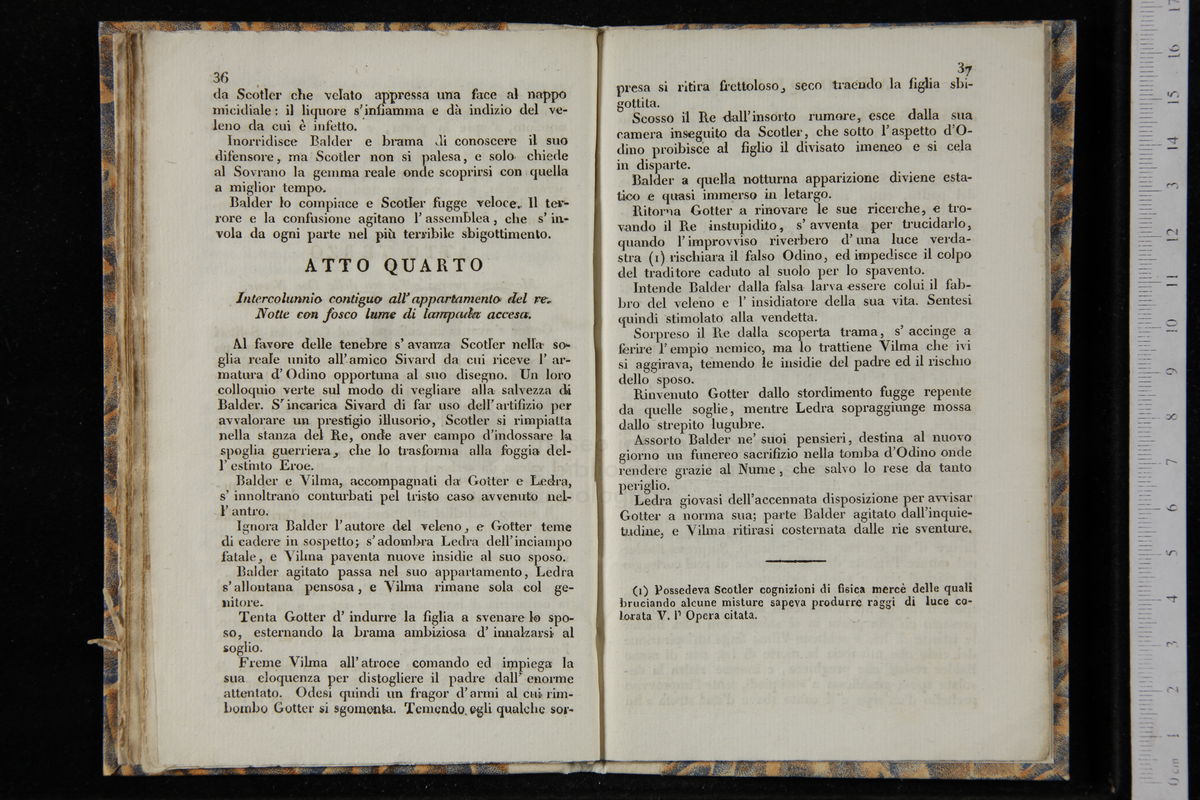 36
da Scotler che velato appressa una face al nappo
micidiale: il liquore s'infiamma e dà indizio del ve-
leno da cui è infetto.
Inorridisce Balder e brama di conoscere il suo
difensore, ma Scotler non si palesa, e solo chiede
al Sovrano la gemma reale onde scoprirsi con quella
a miglior tempo.
Balder lo compiace e Scotler fugge veloce. Il ter-
rore e la confusione agitano l'assemblea, che s'in-
vola da ogni parte nel più terribile sbigottimento.
ATTO QUARTO
Intercolunnio contiguo all'appartamento del re.
Notte con fosco lume di lampada accesa.
Al favore delle tenebre s'avanza Scotler nella so-
glia reale unito all'amico Sivard da cui riceve l'ar-
matura d'Odino opportuna al suo disegno. Un loro
colloquio verte sul modo di vegliare alla salvezza di
Balder. S'incarica Sivard di far uso dell'artifizio per
avvalorare un prestigio illusorio, Scotler si rimpiatta
nella stanza del Re, onde aver campo d'indossare la
spoglia guerriera, che lo trasforma alla foggia del-
l'estinto Eroe.
Balder e Vilma, accompagnati da Gotter e Ledra,
s'innoltrano conturbati pel tristo caso avvenuto nel-
l'antro.
Ignora Balder l'autore del veleno, e Gotter teme
di cadere in sospetto; s'adombra Ledra dell'inciampo
fatale, e Vilma paventa nuove insidie al suo sposo.
Balder agitato passa nel suo appartamento, Ledra
s'allontana pensosa, e Vilma rimane sola col ge-
nitore.
Tenta Gotter d'indurre la figlia a svenare lo spo-
so, esternando la brama ambiziosa d'innalzarsi al
soglio.
Freme Vilma all'atroce comando ed impiega la
sua eloquenza per distogliere il padre dall'enorme
attentato. Odesi quindi un fragor d'armi al cui rim-
bombo Gotter si sgomenta. Temendo egli qualche sor-
37
presa si ritira frettoloso, seco traendo la figlia sbi-
gottita.
Scosso il Re dall'insorto rumore, esce dalla sua
camera inseguito da Scotler, che sotto l'aspetto d'O-
dino proibisce al figlio il divisato imeneo e si cela
in disparte.
Balder a quella notturna apparizione diviene esta-
tico e quasi immerso in letargo.
Ritorna Gotter a rinovare le sue ricerche, e tro-
vando il Re instupidito, s'avventa per trucidarlo,
quando l'improvviso riverbero d'una luce verda-
stra (1) rischiara il falso Odino, ed impedisce il colpo
del traditore caduto al suolo per lo spavento.
Intende Balder dalla falsa larva essere colui il fab-
bro del veleno e l'insidiatore della sua vita. Sentesi
quindi stimolato alla vendetta.
Sorpreso il Re dalla scoperta trama, s'accinge a
ferire l'empio nemico, ma lo trattiene Vilma che ivi
si aggirava, temendo le insidie del padre ed il rischio
dello sposo.
Rinvenuto Gotter dallo stordimento fugge repente
da quelle soglie, mentre Ledra sopraggiunge mossa
dallo strepito lugubre.
Assorto Balder ne' suoi pensieri, destina al nuovo
giorno un funereo sacrifizio nella tomba d'Odino onde
rendere grazie al Nume, che salvo lo rese da tanto
periglio.
Ledra giovasi dell'accennata disposizione per avvisar
Gotter a norma sua; parte Balder agitato dall'inquie-
tudine, e Vilma ritirasi costernata dalle rie sventure.
(1) Possedeva Scotler cognizioni di fisica mercè delle quali
bruciando alcune misture sapeva produrre raggi di luce co-
lorata V. l'Opera citata.
0 cm 1 2 3 4 5 6 7 8 9 10 11 12 13 14 15 16 17